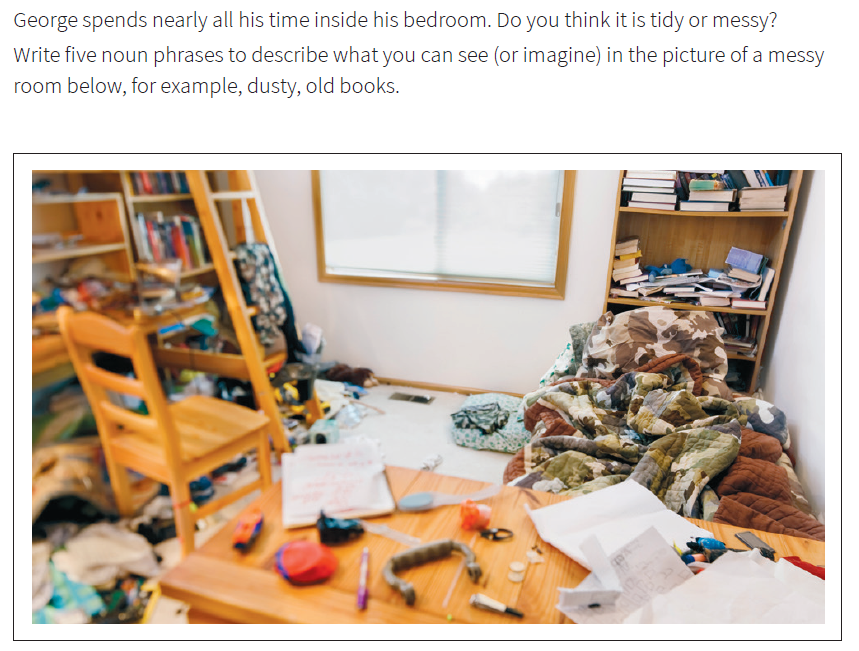 George spends nearly all his time inside his bedroom. Do you think it is tidy or messy?
Write five noun phrases to describe what you can see (or imagine) in the picture of a messy
room below, for example, dusty, old books.